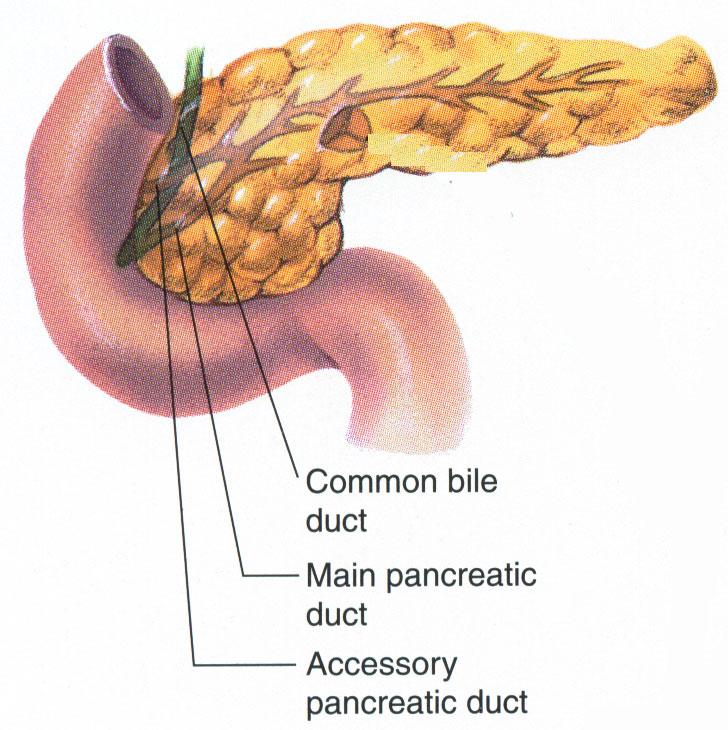 Common bile
duct
Main pancreatic
duct
Accessory
pancreatic duct